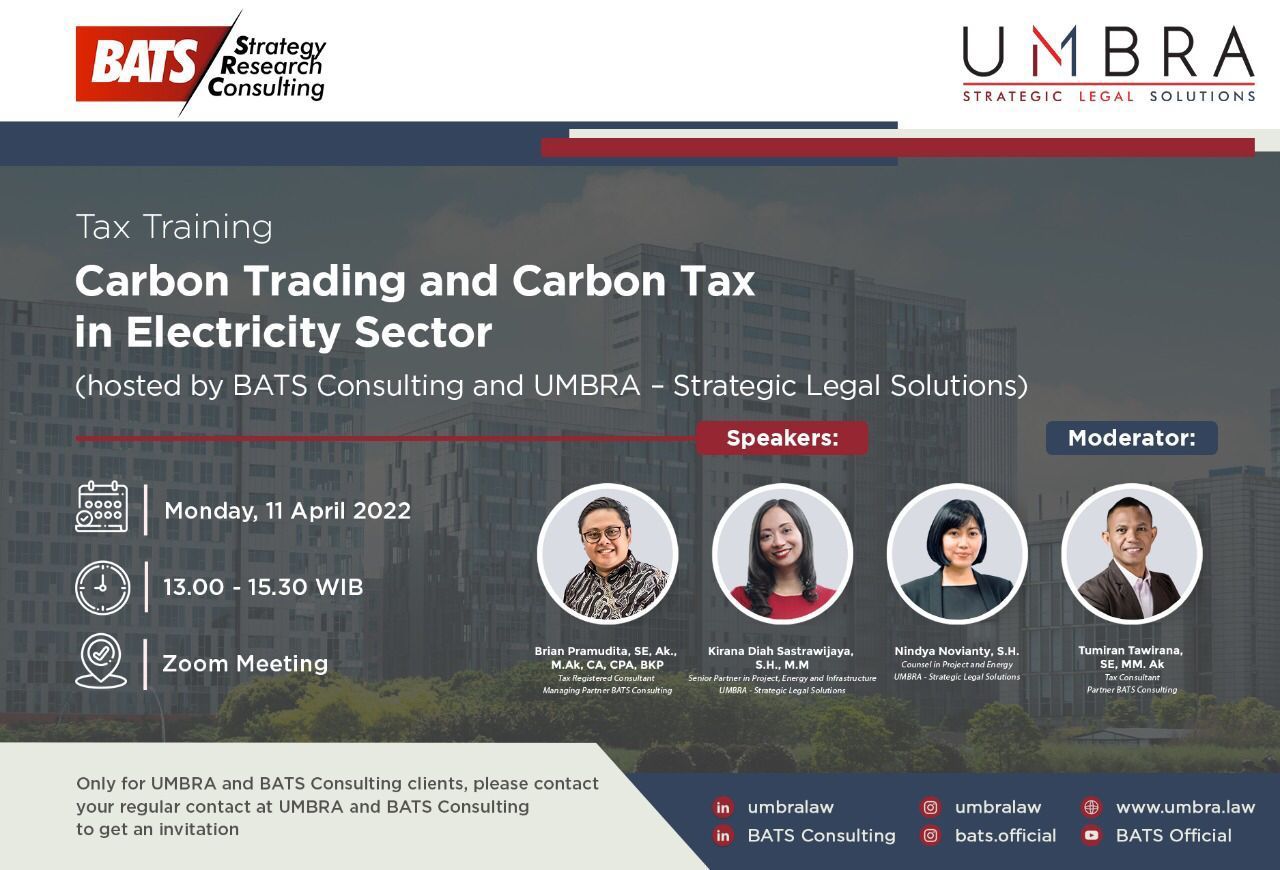 BATS Strategy
Research
Consulting
UMBRA
STRATEGIC LEGAL SOLUTIONS
Tax Training
Carbon Trading and Carbon Tax
in Electricity Sector
(hosted by BATS Consulting and UMBRA – Strategic Legal Solutions)
Speakers:
Moderator:
Monday, 11 April 2022
13.00 - 15.30 WIB
Zoom Meeting
Brian Pramudita, SE, Ak.,
M.Ak, CA, CPA, BKP
Tax Registered Consultant
Managing Partner BATS Consulting
Kirana Diah Sastrawijaya,
S.H., M.M
Senior Partner in Project, Energy and Infrastructure
UMBRA - Strategic Legal Solutions
Nindya Novianty, S.H.
Counsel in Project and Energy
UMBRA - Strategic Legal Solutions
Tumiran Tawirana,
SE, MM. Ak
Tax Consultant
Partner BATS Consulting
Only for UMBRA and BATS Consulting clients, please contact
your regular contact at UMBRA and BATS Consulting
to get an invitation
in umbralaw
umbralaw
www.umbra.law
in BATS Consulting
bats.official
BATS Official